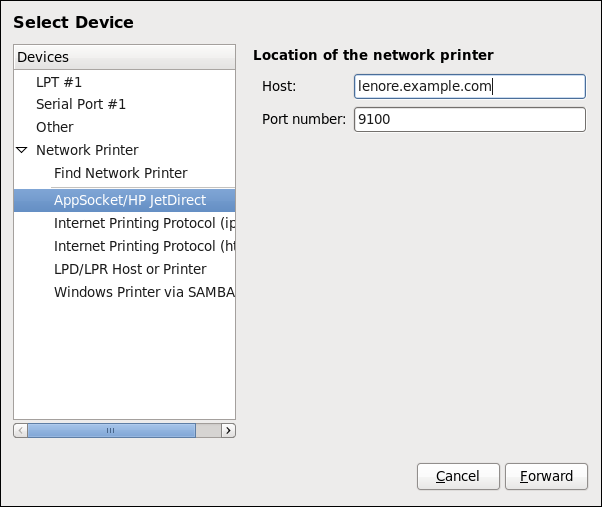 Select Device
Devices
LPT #1
Serial Port #1
Other
Network Printer
Find Network Printer
AppSocket/HP JetDirect
Internet Printing Protocol (ip
Internet Printing Protocol (ht
LPD/LPR Host or Printer
Windows Printer via SAMBA
Location of the network printer
Host: lenore.example.com
Port number: 9100
Cancel Forward